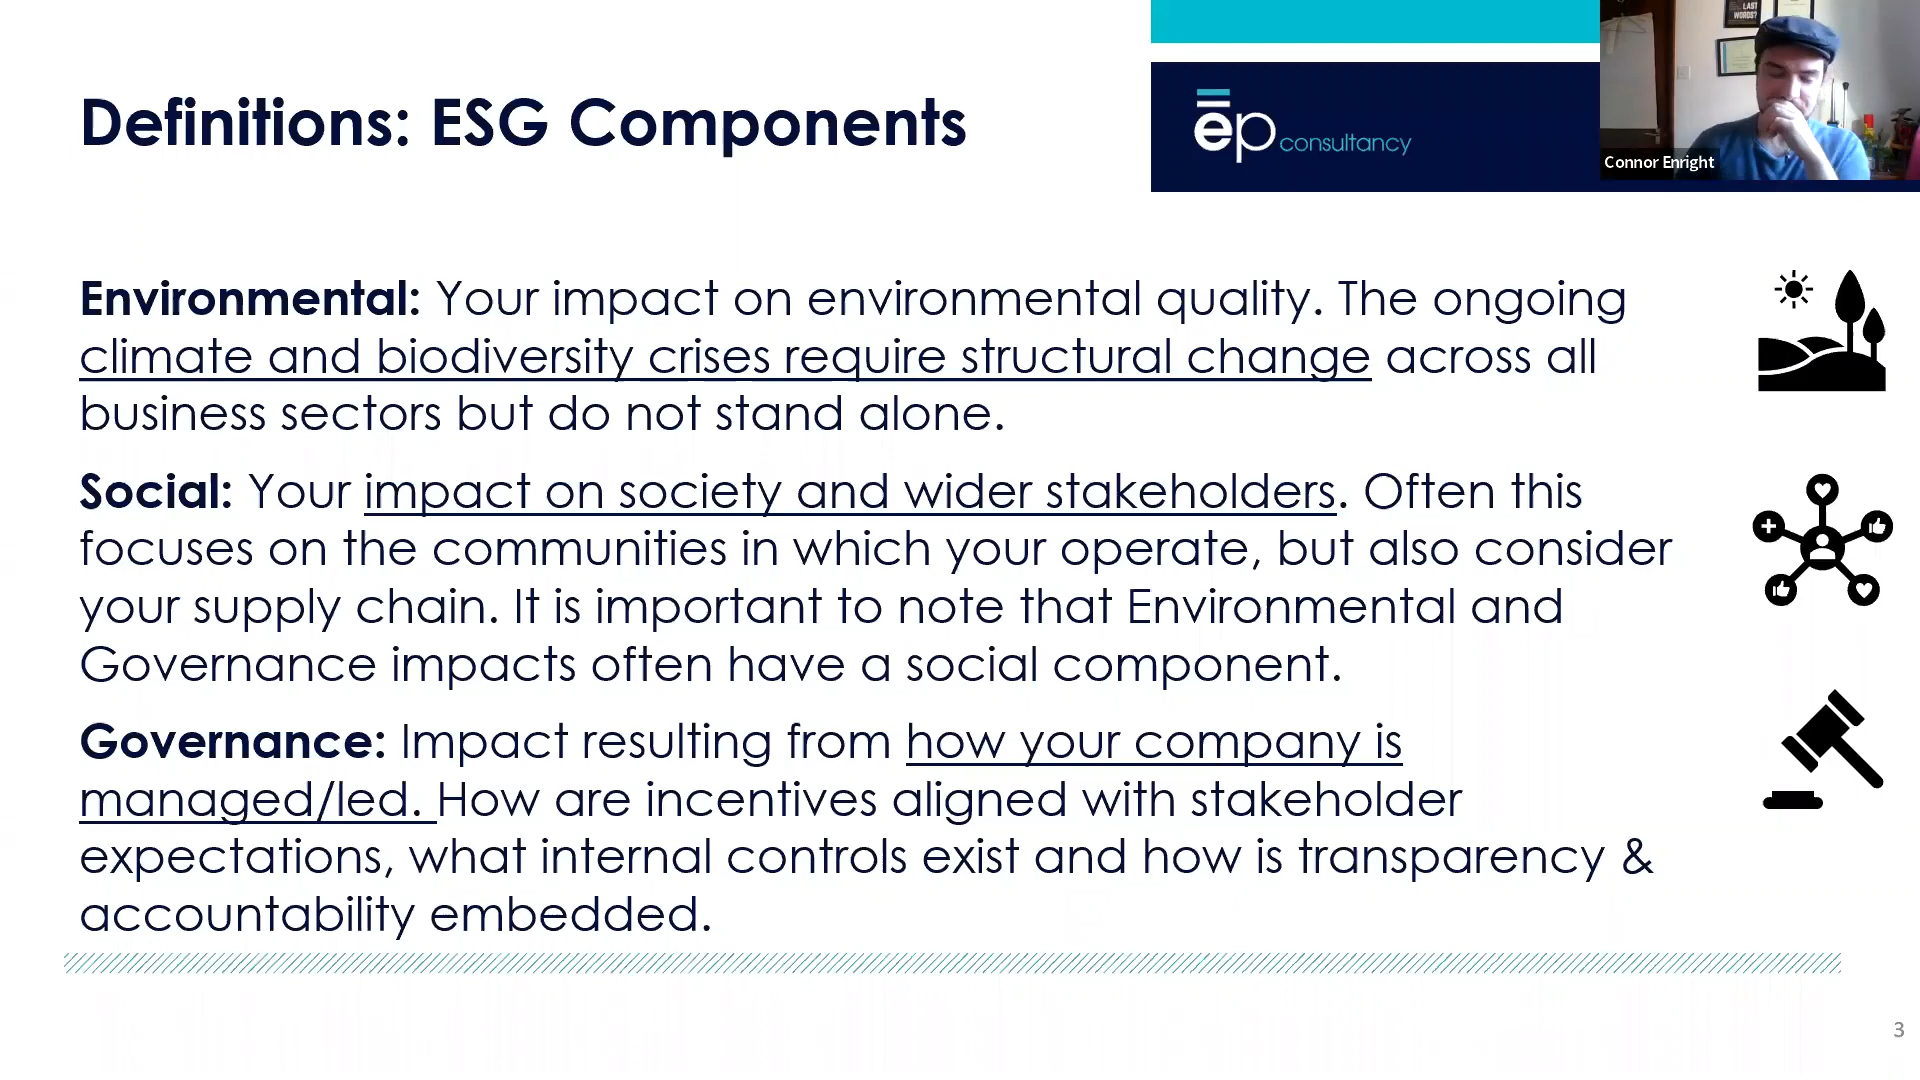 LAST
WORDS?
Definitions: ESG Components
ep consultancy
Connor Enright
Environmental: Your impact on environmental quality. The ongoing
climate and biodiversity crises require structural change across all
business sectors but do not stand alone.
Social: Your impact on society and wider stakeholders. Often this
focuses on the communities in which your operate, but also consider
your supply chain. It is important to note that Environmental and
Governance impacts often have a social component.
Governance: Impact resulting from how your company is
managed/led. How are incentives aligned with stakeholder
expectations, what internal controls exist and how is transparency &
accountability embedded.
3